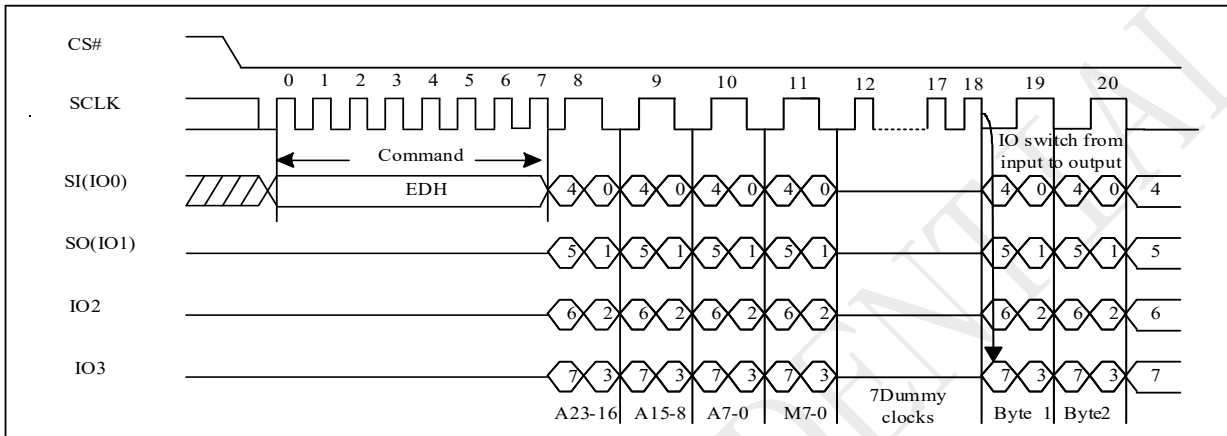 CS#
0 1 2 3 4 5 6 7 8 9 10 11 12 17 18 19 20
SCLK
Command
IO switch from
input to output
SI(IO0) EDH 4 0 4 0 4 0 4 0 4 0 4 0 4
SO(IO1) 5 1 5 1 5 1 5 1 5 1 5 1 5
IO2 6 2 6 2 6 2 6 2 6 2 6 2 6
IO3 7 3 7 3 7 3 7 3 7 3 7 3 7
A23-16 A15-8 A7-0 M7-0 7Dummy clocks Byte 1 Byte2
DENTIAL